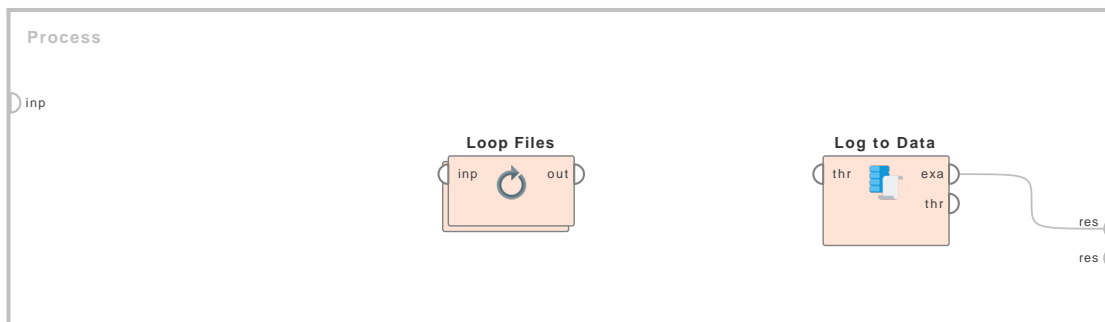 Process
inp
Loop Files
Log to Data
inp
out
thr
exa
thr
res
res